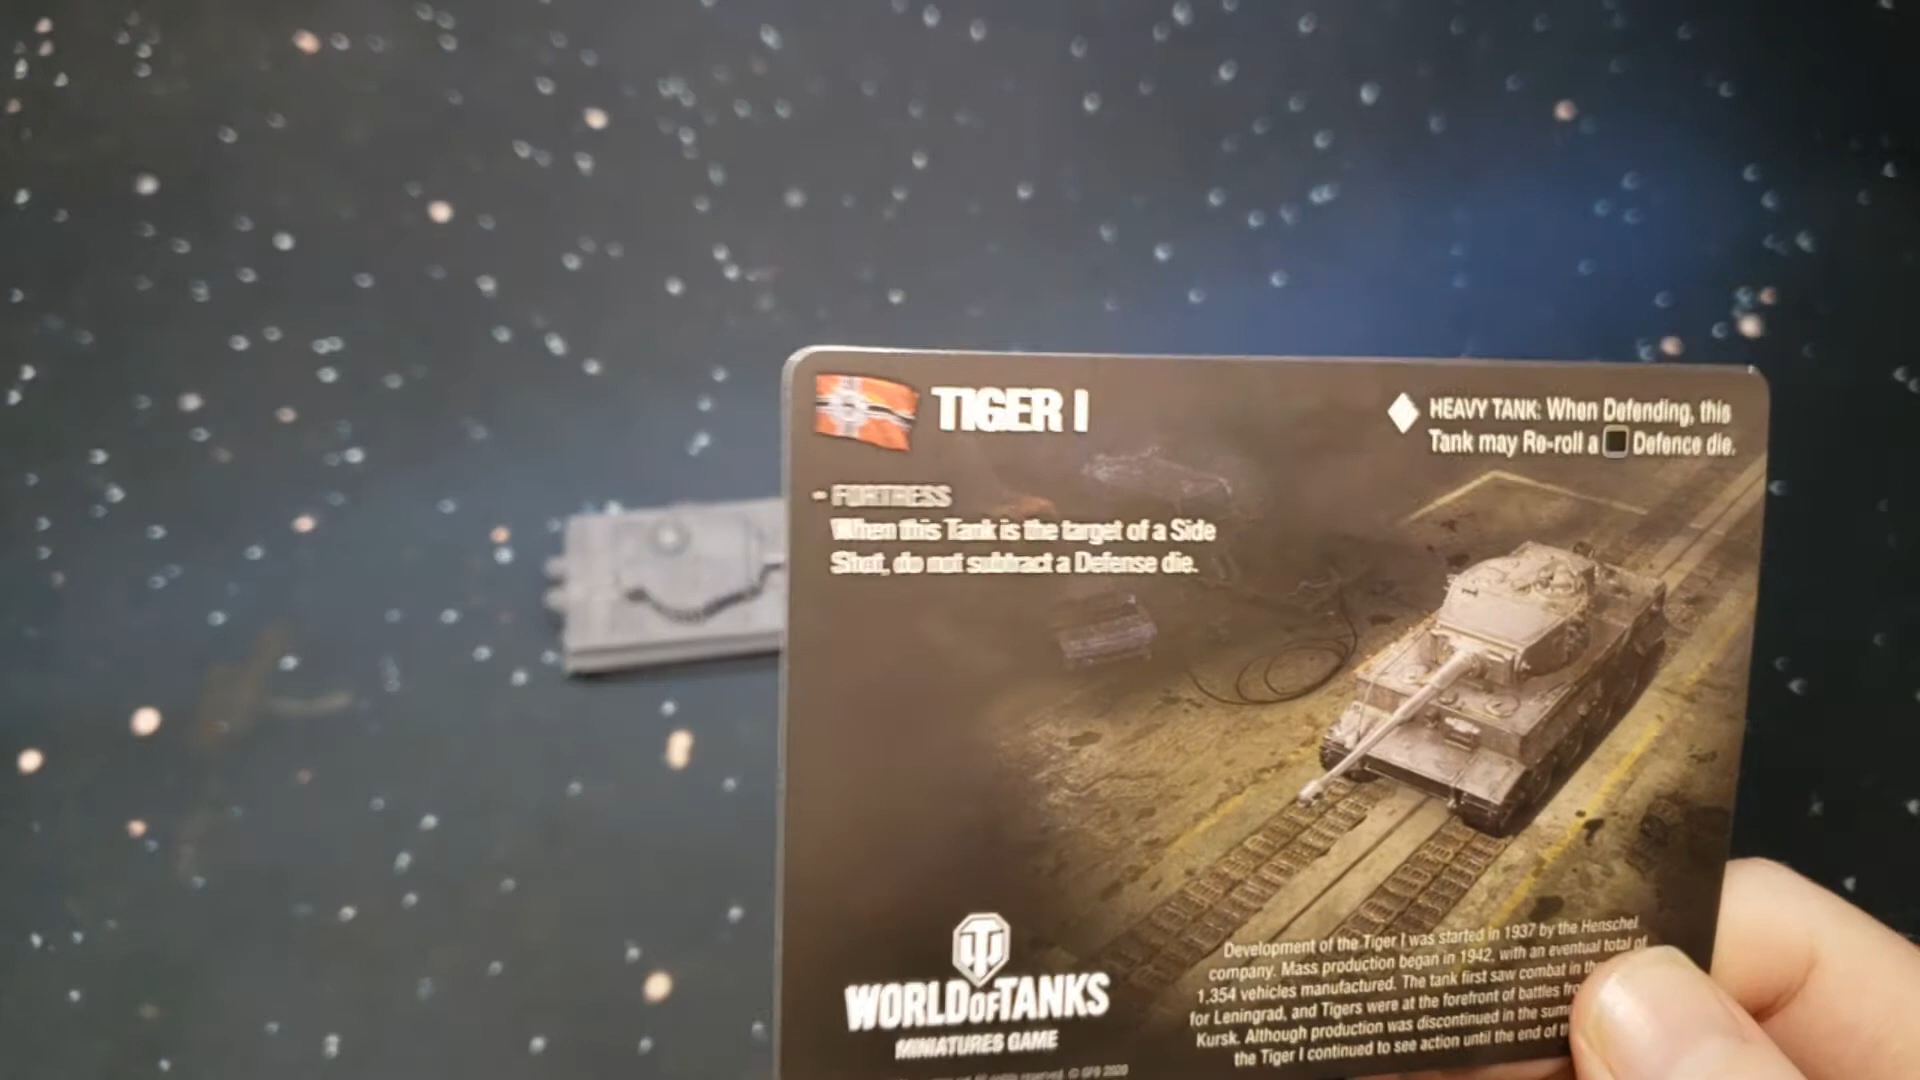 TIGER I
HEAVY TANK: When Defending, this
Tank may Re-roll a Defence die.
- FORTRESS
When this Tank is the target of a Side
Shot, do not subtract a Defense die.
WORLD OF TANKS
MINIATURES GAME
Development of the Tiger I was started in 1937 by the Henschel
company. Mass production began in 1942, with an eventual total of
1,354 vehicles manufactured. The tank first saw combat in the
for Leningrad, and Tigers were at the forefront of battles
Kursk. Although production was discontinued in the
the Tiger I continued to see action until the end of
reserved. © GF9 2020